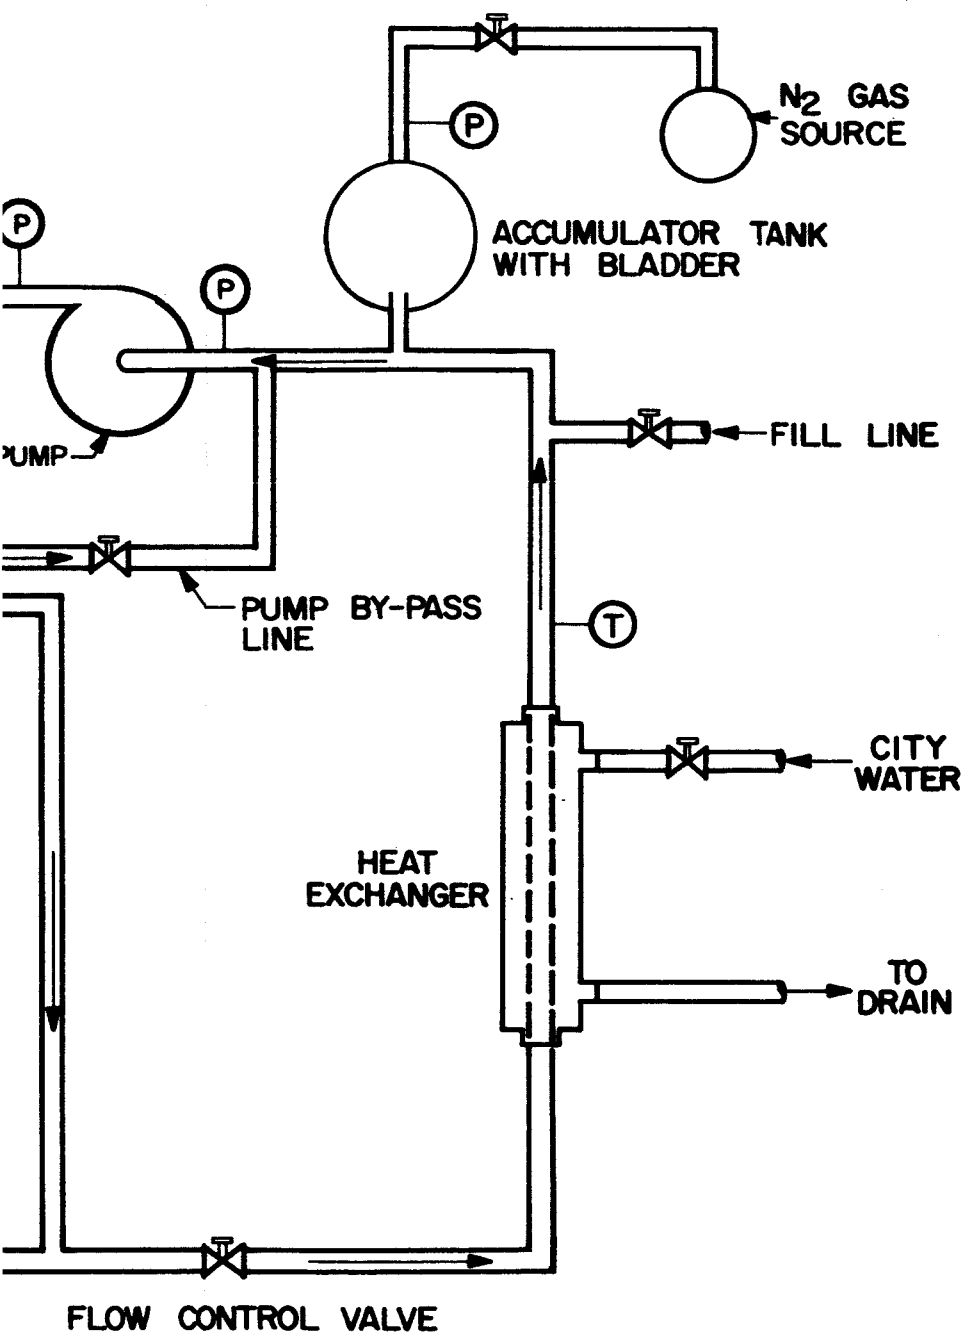 N2 GAS
SOURCE
P
P
ACCUMULATOR TANK
WITH BLADDER
P
FILL LINE
PUMP
PUMP BY-PASS
LINE
T
CITY
WATER
HEAT
EXCHANGER
TO
DRAIN
FLOW CONTROL VALVE